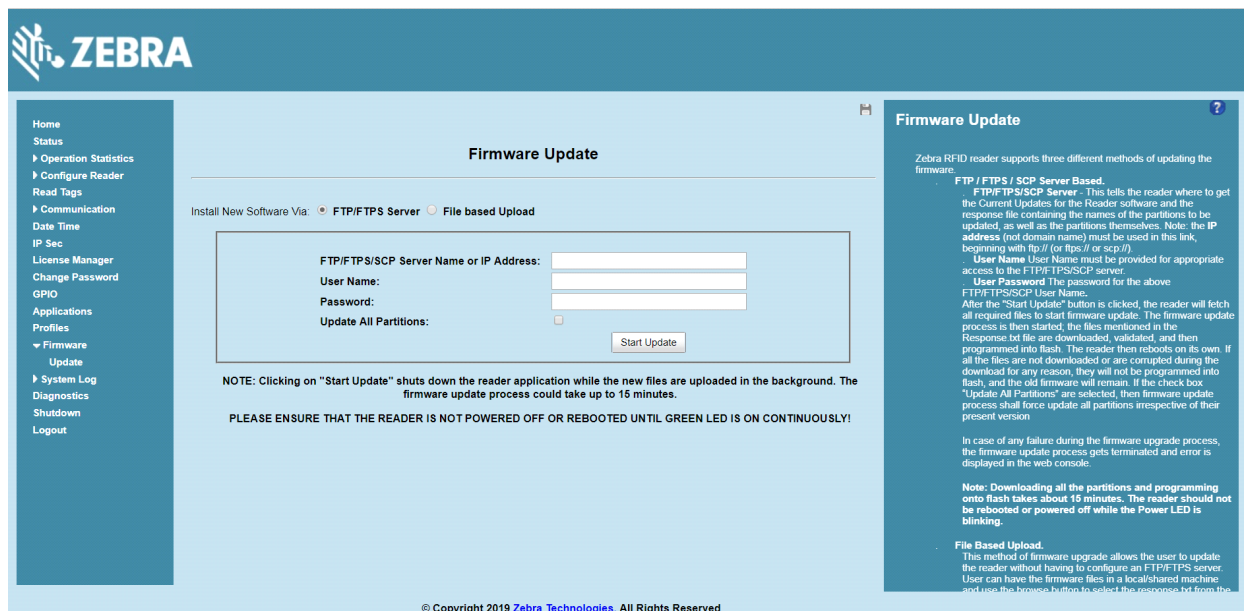 ZEBRA
Home
Status
Operation Statistics
Configure Reader
Read Tags
Communication
Date Time
IP Sec
License Manager
Change Password
GPIO
Applications
Profiles
Firmware
Update
System Log
Diagnostics
Shutdown
Logout
Firmware Update
Install New Software Via: FTP/FTPS Server File based Upload
FTP/FTPS/SCP Server Name or IP Address:
User Name:
Password:
Update All Partitions:
Start Update
NOTE: Clicking on "Start Update" shuts down the reader application while the new files are uploaded in the background. The
firmware update process could take up to 15 minutes.
PLEASE ENSURE THAT THE READER IS NOT POWERED OFF OR REBOOTED UNTIL GREEN LED IS ON CONTINUOUSLY!
?
Firmware Update
Zebra RFID reader supports three different methods of updating the
firmware.
. FTP / FTPS / SCP Server Based.
. FTP/FTPS/SCP Server - This tells the reader where to get
the Current Updates for the Reader software and the
response file containing the names of the partitions to be
updated, as well as the partitions themselves. Note: the IP
address (not domain name) must be used in this link,
beginning with ftp:// (or ftps:// or scp://).
. User Name User Name must be provided for appropriate
access to the FTP/FTPS/SCP server.
. User Password The password for the above
FTP/FTPS/SCP User Name.
After the "Start Update" button is clicked, the reader will fetch
all required files to start firmware update. The firmware update
process is then started; the files mentioned in the
Response.txt file are downloaded, validated, and then
programmed into flash. The reader then reboots on its own. If
all the files are not downloaded or are corrupted during the
download for any reason, they will not be programmed into
flash, and the old firmware will remain. If the check box
"Update All Partitions" are selected, then firmware update
process shall force update all partitions irrespective of their
present version
In case of any failure during the firmware upgrade process,
the firmware update process gets terminated and error is
displayed in the web console.
Note: Downloading all the partitions and programming
onto flash takes about 15 minutes. The reader should not
be rebooted or powered off while the Power LED is
blinking.
. File Based Upload.
This method of firmware upgrade allows the user to update
the reader without having to configure an FTP/FTPS server.
User can have the firmware files in a local/shared machine
and use the browse button to select the response.txt from the
© Copyright 2019 Zebra Technologies. All Rights Reserved